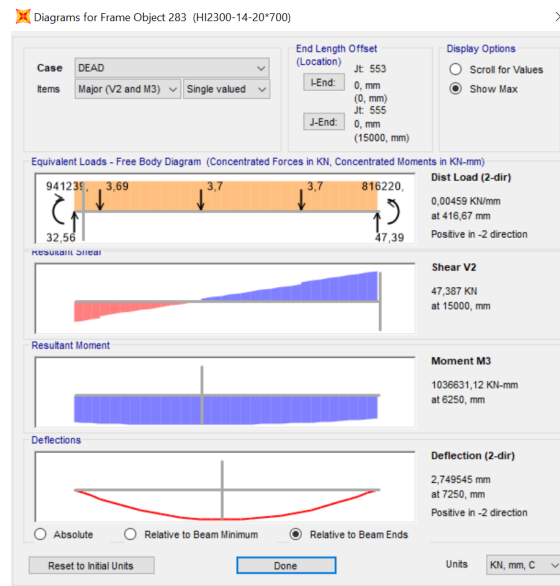 Diagrams for Frame Object 283 (HI2300-14-20*700)
Case DEAD
Items Major (V2 and M3) Single valued
End Length Offset
(Location)
Jt: 553
I-End: 0, mm
(0, mm)
Jt: 555
J-End: 0, mm
(15000, mm)
Display Options
Scroll for Values
Show Max
Equivalent Loads - Free Body Diagram (Concentrated Forces in KN, Concentrated Moments in KN-mm)
941239, 3,69 3,7 3,7 816220,
32,56 47,39
Dist Load (2-dir)
0,00459 KN/mm
at 416,67 mm
Positive in -2 direction
Resultant Shear
Shear V2
47,387 KN
at 15000, mm
Resultant Moment
Moment M3
1036631,12 KN-mm
at 6250, mm
Deflections
Deflection (2-dir)
2,749545 mm
at 7250, mm
Positive in -2 direction
Absolute Relative to Beam Minimum Relative to Beam Ends
Reset to Initial Units Done Units KN, mm, C